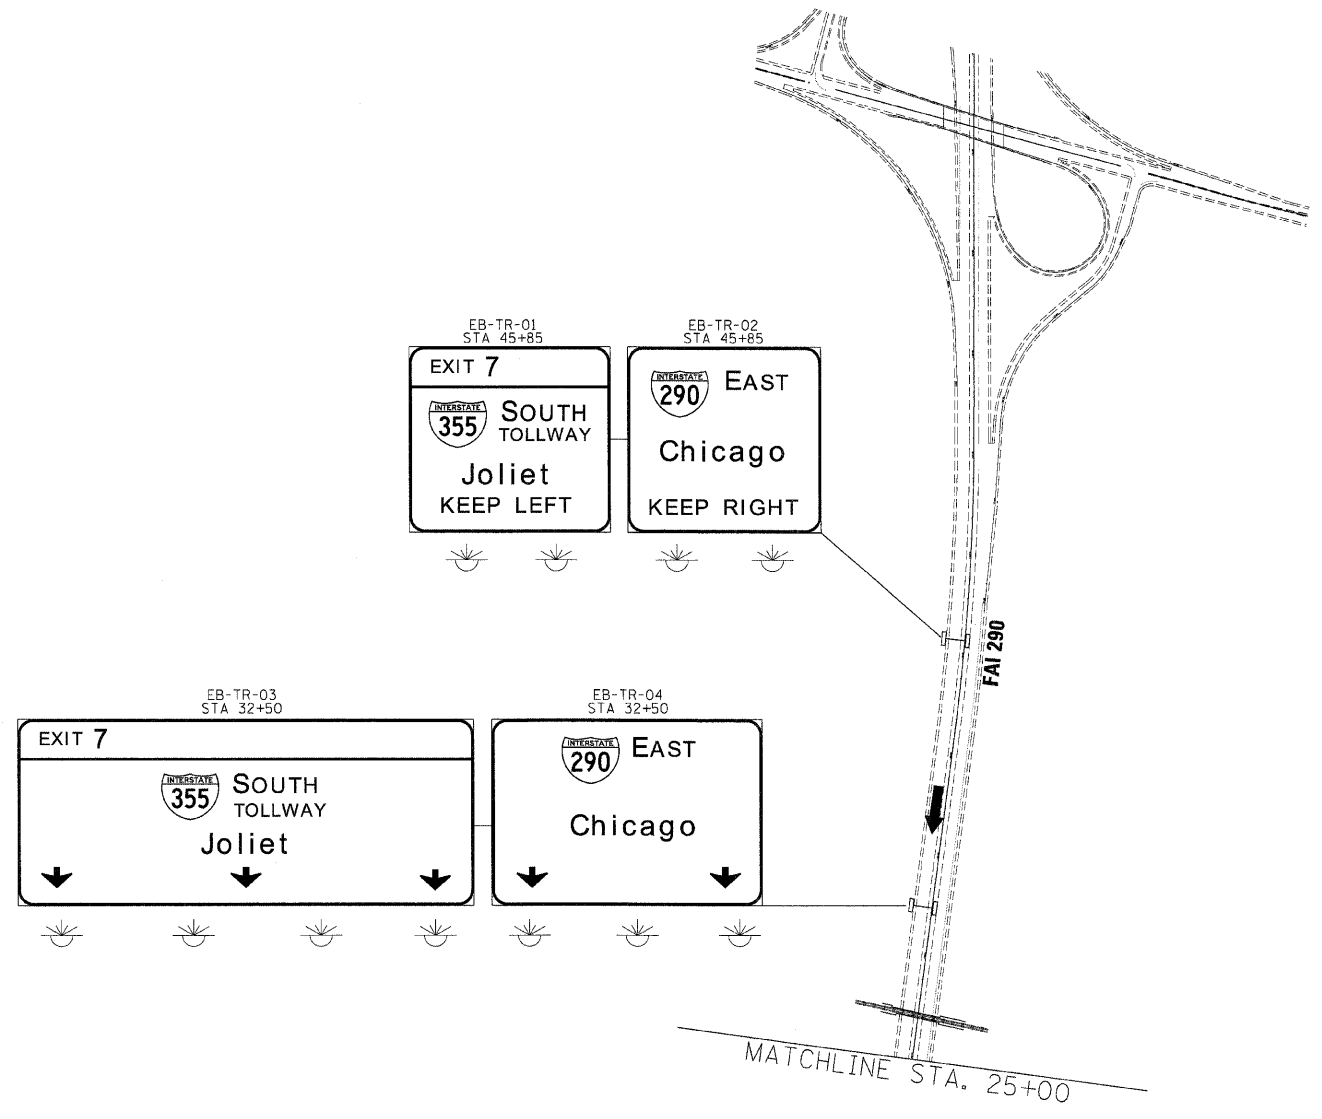 EB-TR-01
STA 45+85
EXIT 7
INTERSTATE
355
SOUTH
TOLLWAY
Joliet
KEEP LEFT
EB-TR-02
STA 45+85
INTERSTATE
290
EAST
Chicago
KEEP RIGHT
FAI 290
EB-TR-03
STA 32+50
EXIT 7
INTERSTATE
355
SOUTH
TOLLWAY
Joliet
EB-TR-04
STA 32+50
INTERSTATE
290
EAST
Chicago
MATCHLINE STA. 25+00